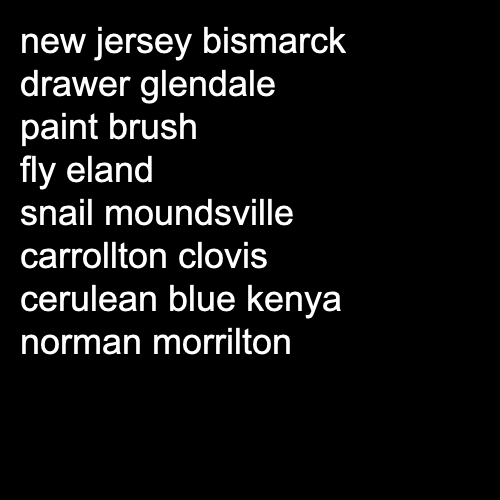 new jersey bismarck
drawer glendale
paint brush
fly eland
snail moundsville
carrollton clovis
cerulean blue kenya
norman morrilton